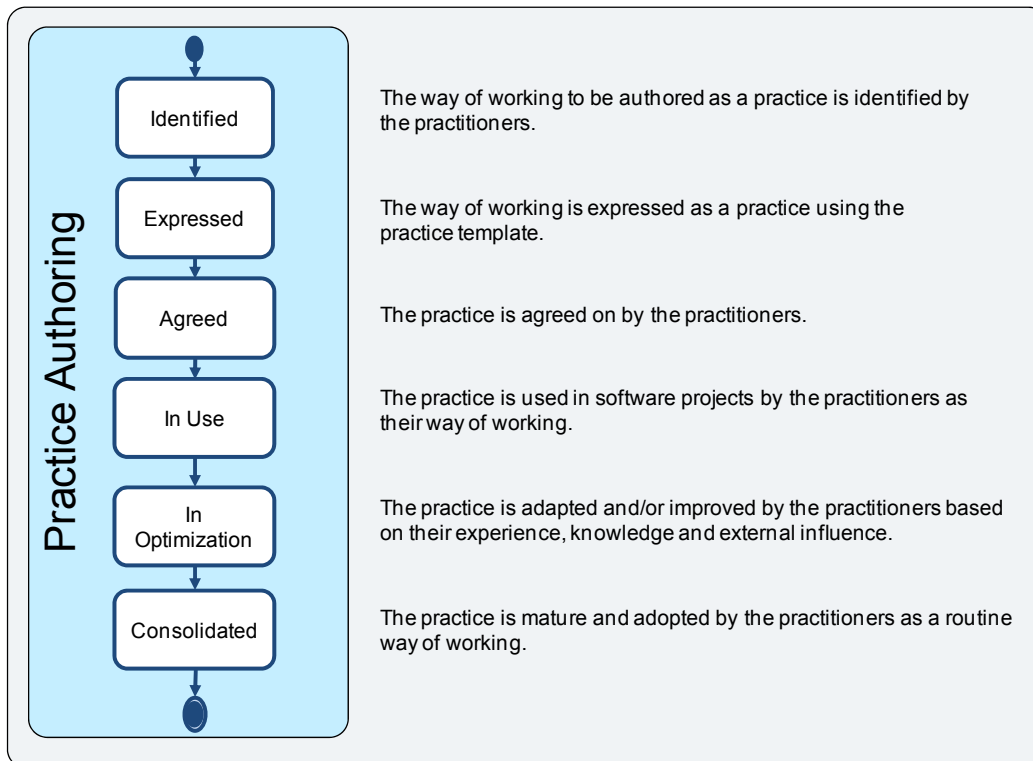 Practice Authoring
Identified
The way of working to be authored as a practice is identified by
the practitioners.
Expressed
The way of working is expressed as a practice using the
practice template.
Agreed
The practice is agreed on by the practitioners.
In Use
The practice is used in software projects by the practitioners as
their way of working.
In
Optimization
The practice is adapted and/or improved by the practitioners based
on their experience, knowledge and external influence.
Consolidated
The practice is mature and adopted by the practitioners as a routine
way of working.